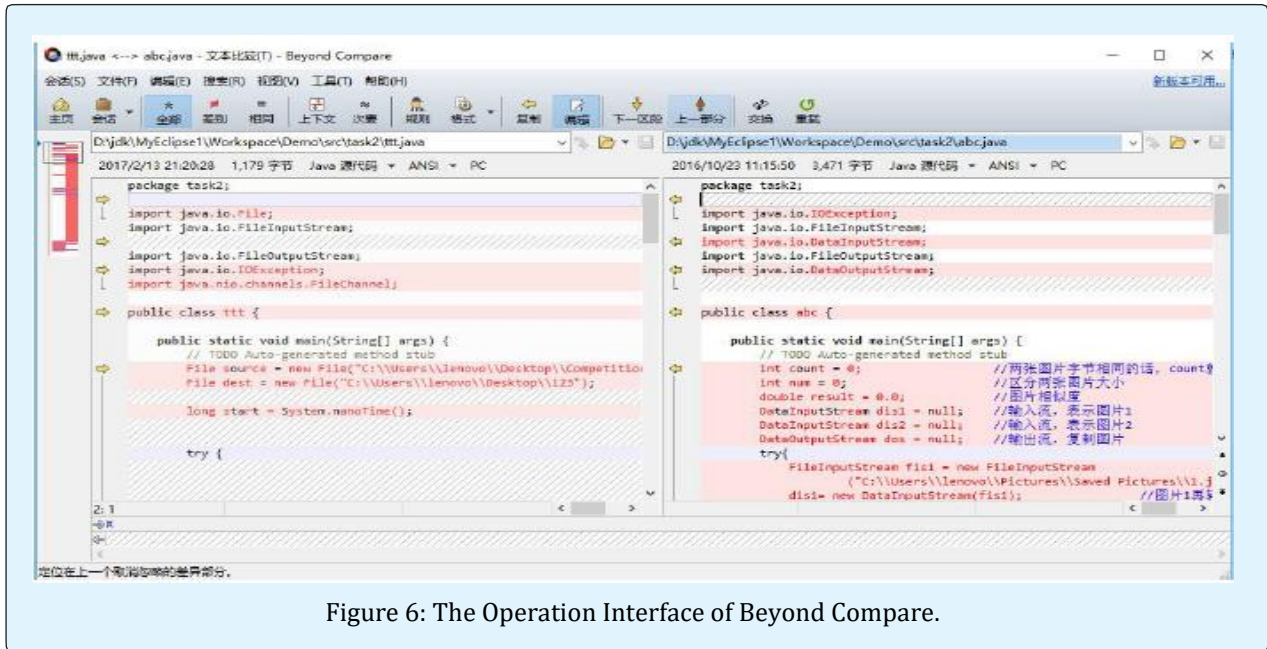 ttt.java <--> abc.java - 文本比较(T) - Beyond Compare
会话(S) 文件(F) 编辑(E) 搜索(R) 视图(V) 工具(T) 帮助(H) 新版本可用...
主页 会话 全部 差别 相同 上下文 次要 规则 格式 复制 编辑 下一区段 上一部分 交换 重载
D:\jdk\MyEclipse1\Workspace\Demo\src\task2\ttt.java
2017/2/13 21:20:28 1,179 字节 Java 源代码 ANSI PC
package task2;
import java.io.File;
import java.io.FileInputStream;
import java.io.FileOutputStream;
import java.io.IOException;
import java.nio.channels.FileChannel;
public class ttt {
public static void main(String[] args) {
// TODO Auto-generated method stub
File source = new File("C:\\Users\\lenovo\\Desktop\\Competition
File dest = new File("C:\\Users\\lenovo\\Desktop\\123");
long start = System.nanoTime();
try {
2: 1
D:\jdk\MyEclipse1\Workspace\Demo\src\task2\abc.java
2016/10/23 11:15:50 3,471 字节 Java 源代码 ANSI PC
package task2;
import java.io.IOException;
import java.io.FileInputStream;
import java.io.DataInputStream;
import java.io.FileOutputStream;
import java.io.DataOutputStream;
public class abc {
public static void main(String[] args) {
// TODO Auto-generated method stub
int count = 0; //两张图片字节相同的话，count
int num = 0; //区分两张图片大小
double result = 0.0; //图片相似度
DataInputStream dis1 = null; //输入流，表示图片1
DataInputStream dis2 = null; //输入流，表示图片2
DataOutputStream dos = null; //输出流，复制图片
try{
FileInputStream fis1 = new FileInputStream
("C:\\Users\\lenovo\\Pictures\\Saved Pictures\\1.j
dis1= new DataInputStream(fis1); //图片1再
定位在上一个取消忽略的差异部分。
Figure 6: The Operation Interface of Beyond Compare.